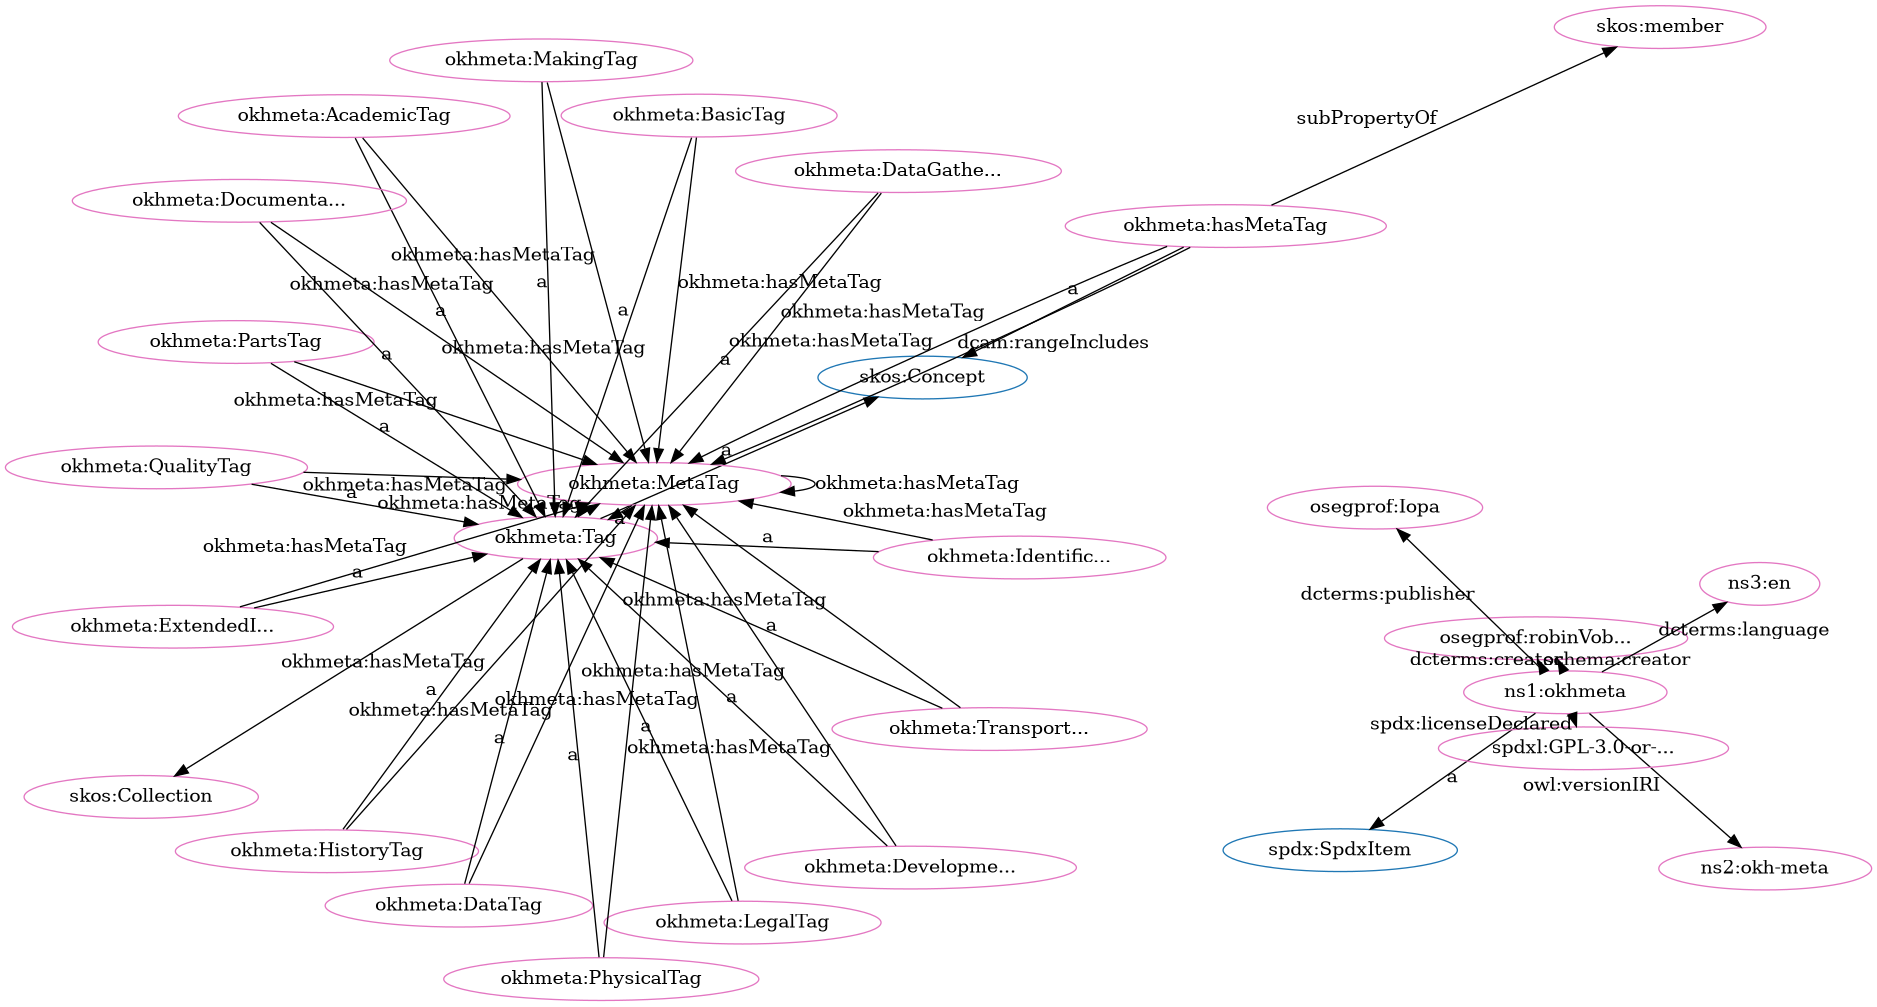 skos:member
okhmeta:MakingTag
okhmeta:AcademicTag
okhmeta:BasicTag
subPropertyOf
okhmeta:DataGathe...
okhmeta:Documenta...
okhmeta:hasMetaTag
okhmeta:hasMetaTag
okhmeta:hasMetaTag
a
okhmeta:hasMetaTag
a
a
a
okhmeta:hasMetaTag
okhmeta:PartsTag
okhmeta:hasMetaTag
dcam:rangeIncludes
okhmeta:hasMetaTag
a
a
skos:Concept
okhmeta:hasMetaTag
a
a
okhmeta:QualityTag
okhmeta:MetaTag
okhmeta:hasMetaTag
okhmeta:hasMetaTag
a
okhmeta:hasMetaTag
osegprof:Iopa
okhmeta:hasMetaTag
a
okhmeta:Tag
a
okhmeta:hasMetaTag
okhmeta:Identific...
a
ns3:en
dcterms:publisher
okhmeta:hasMetaTag
okhmeta:ExtendedI...
a
osegprof:robinVob...
dcterms:language
okhmeta:hasMetaTag
dcterms:creator
schema:creator
okhmeta:hasMetaTag
a
a
ns1:okhmeta
okhmeta:hasMetaTag
okhmeta:hasMetaTag
spdx:licenseDeclared
a
a
okhmeta:Transport...
okhmeta:hasMetaTag
spdxl:GPL-3.0-or-...
a
a
owl:versionIRI
skos:Collection
okhmeta:HistoryTag
spdx:SpdxItem
okhmeta:Developme...
ns2:okh-meta
okhmeta:DataTag
okhmeta:LegalTag
okhmeta:PhysicalTag